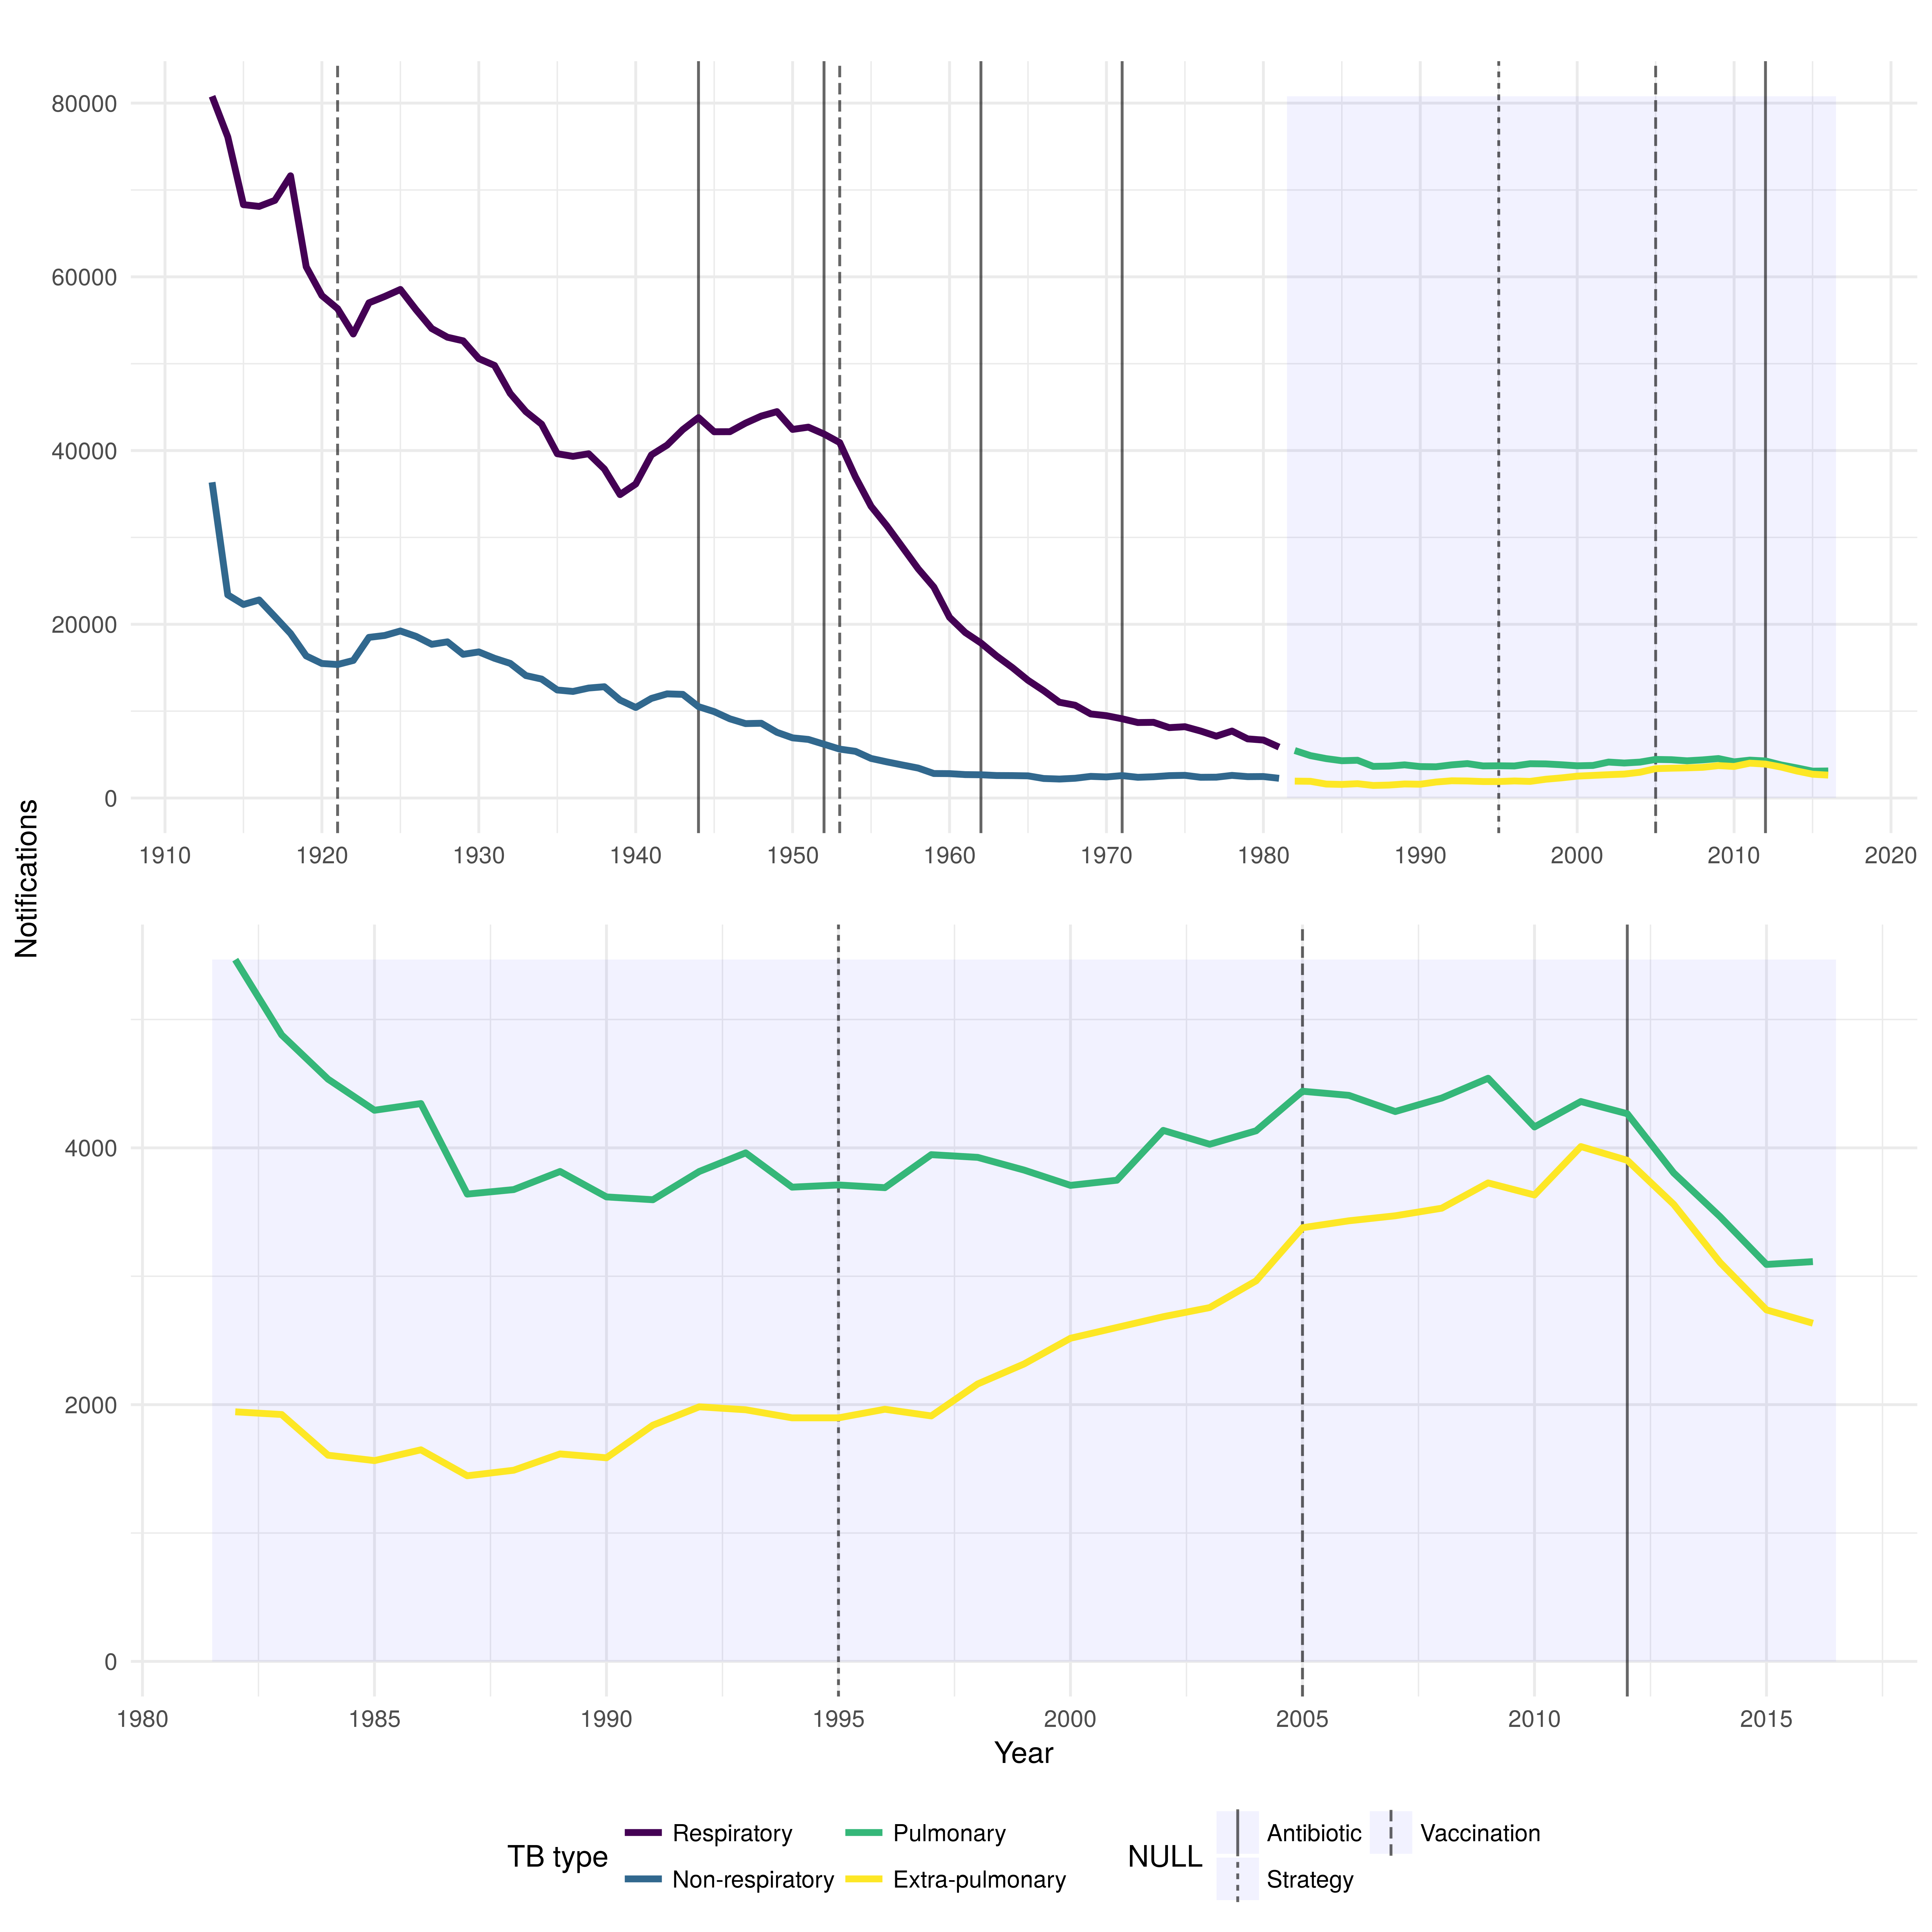 80000
60000
40000
20000
0
1910 1920 1930 1940 1950 1960 1970 1980 1990 2000 2010 2020
Notifications
4000
2000
0
1980 1985 1990 1995 2000 2005 2010 2015
Year
TB type
Respiratory
Non-respiratory
Pulmonary
Extra-pulmonary
NULL
Antibiotic
Strategy
Vaccination